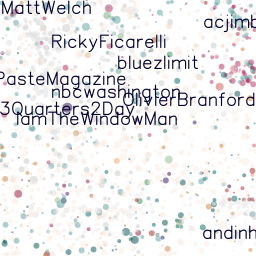 MattWelch
acjimb
RickyFicarelli
bluezlimit
PasteMagazine
nbcwashington
OlivierBranford
3Quarters2Day
IamTheWindowMan
andinh